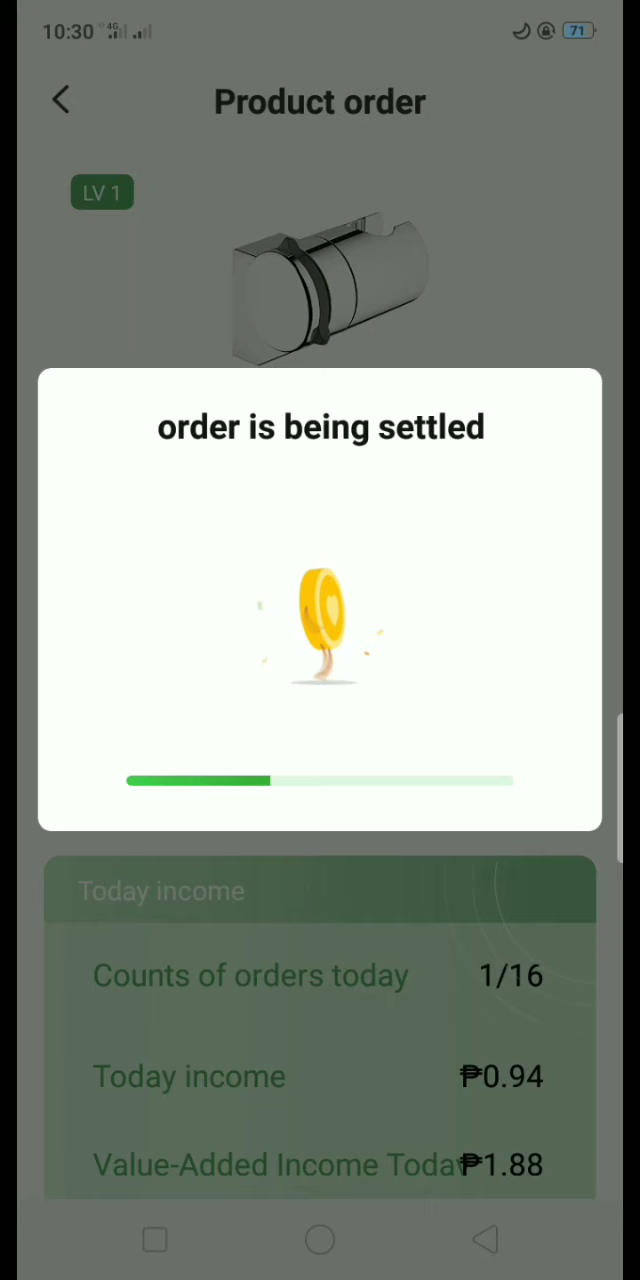 10:30 4G 71
Product order
LV 1
order is being settled
Today income
Counts of orders today 1/16
Today income ₱0.94
Value-Added Income Today ₱1.88